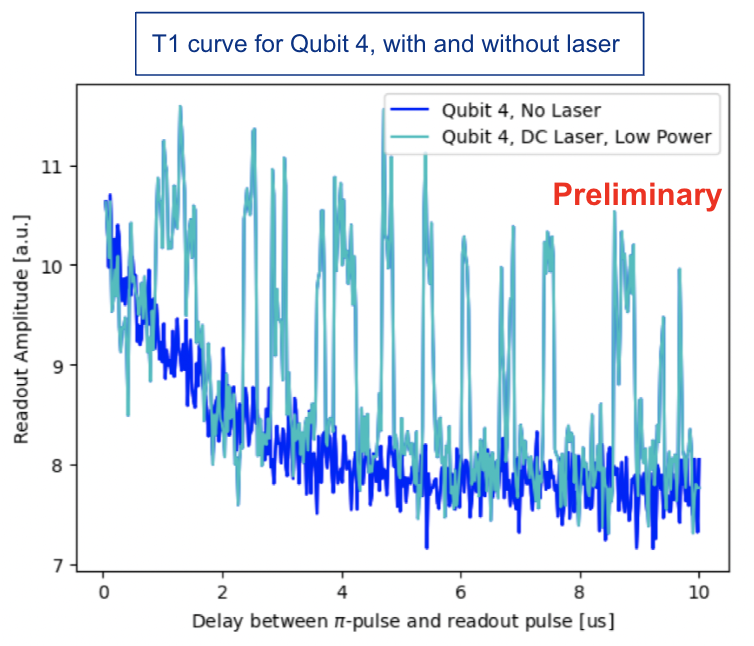 T1 curve for Qubit 4, with and without laser
Qubit 4, No Laser
Qubit 4, DC Laser, Low Power
Preliminary
Readout Amplitude [a.u.]
11
10
9
8
7
0 2 4 6 8 10
Delay between π-pulse and readout pulse [us]